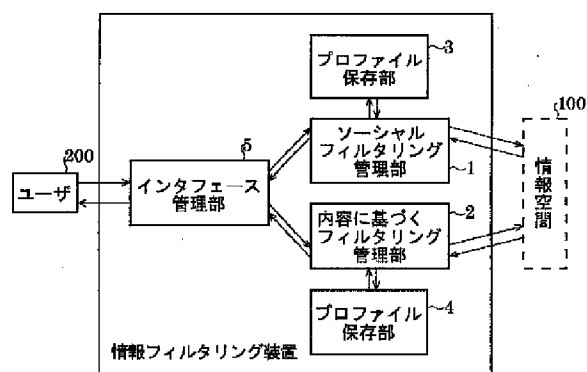 プロファイル
保存部
3
100
ソーシャル
フィルタリング
管理部
1
200
ユーザ
5
インタフェース
管理部
情報空間
内容に基づく
フィルタリング
管理部
2
プロファイル
保存部
4
情報フィルタリング装置